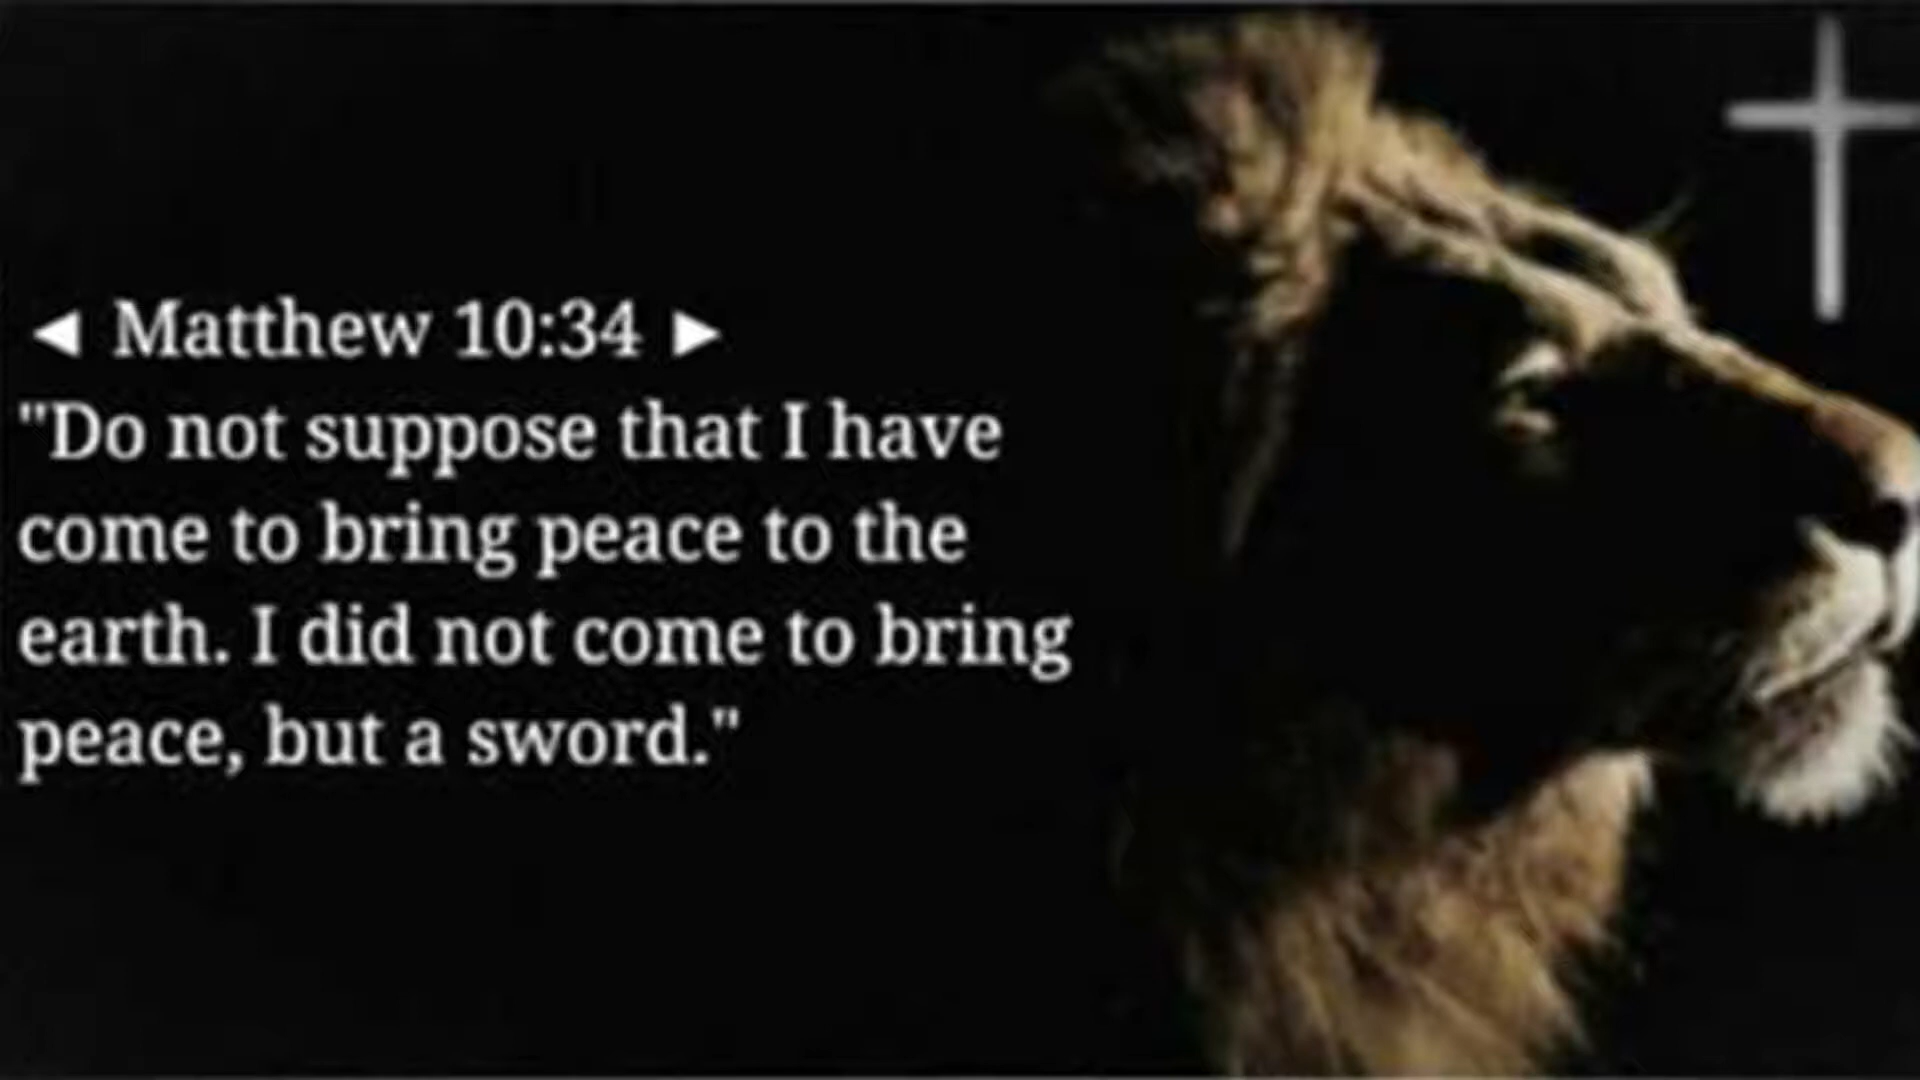 ◄ Matthew 10:34 ►
"Do not suppose that I have
come to bring peace to the
earth. I did not come to bring
peace, but a sword."